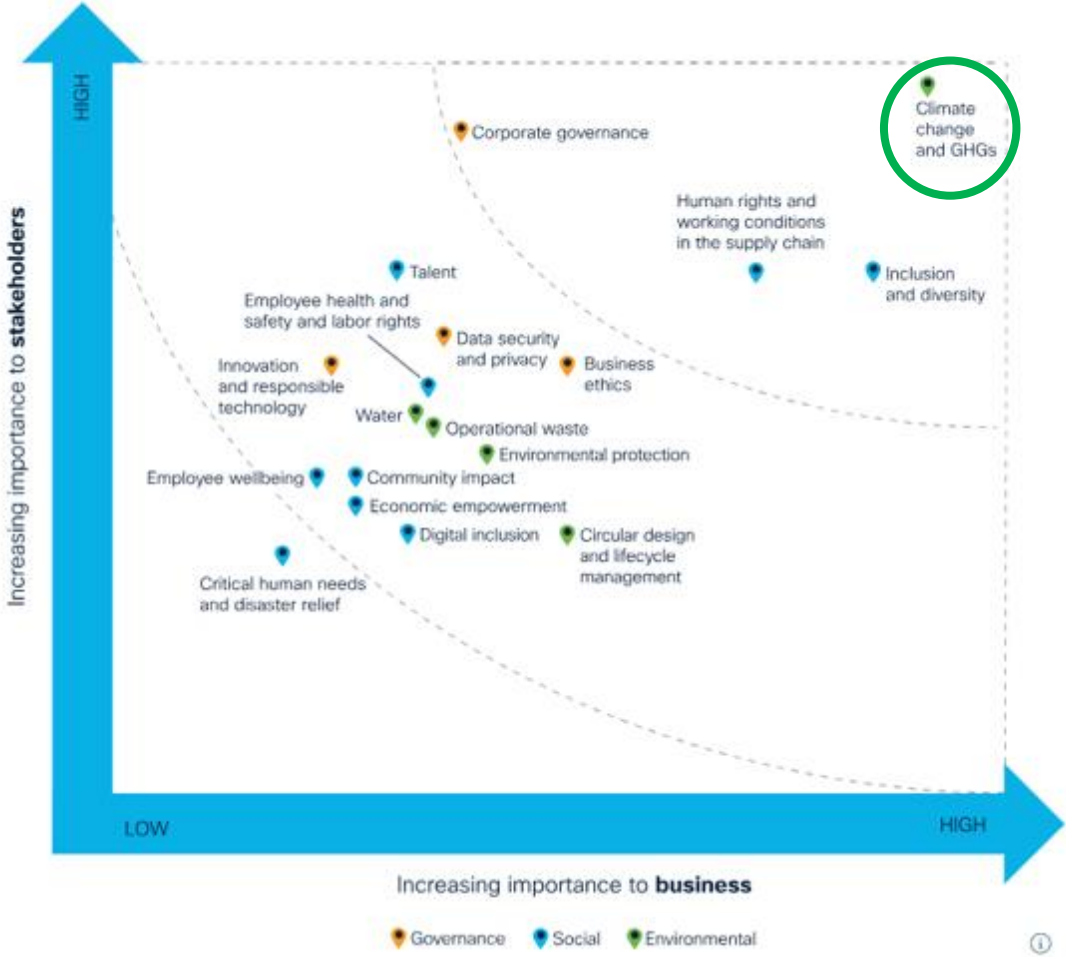 HIGH
Climate
change
and GHGs
Corporate governance
Human rights and
working conditions
in the supply chain
Talent
Inclusion
and diversity
Employee health and
safety and labor rights
Data security
and privacy
Business
ethics
Innovation
and responsible
technology
Water
Operational waste
Environmental protection
Employee wellbeing
Community impact
Economic empowerment
Digital inclusion
Circular design
and lifecycle
management
Critical human needs
and disaster relief
Increasing importance to stakeholders
LOW
HIGH
Increasing importance to business
Governance
Social
Environmental
i